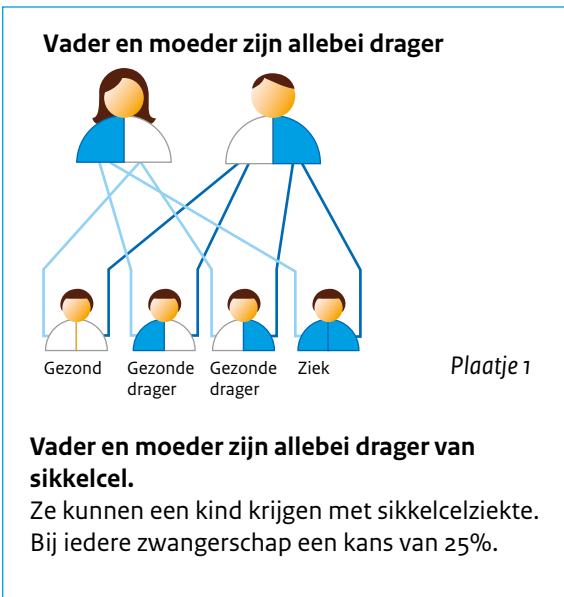 Vader en moeder zijn allebei drager
Gezond
Gezonde
drager
Gezonde
drager
Ziek
Plaatje 1
Vader en moeder zijn allebei drager van
sikkelcel.
Ze kunnen een kind krijgen met sikkelcelziekte.
Bij iedere zwangerschap een kans van 25%.